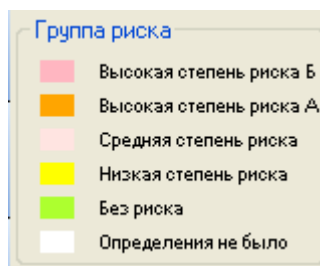 Группа риска
Высокая степень риска Б
Высокая степень риска А
Средняя степень риска
Низкая степень риска
Без риска
Определения не было